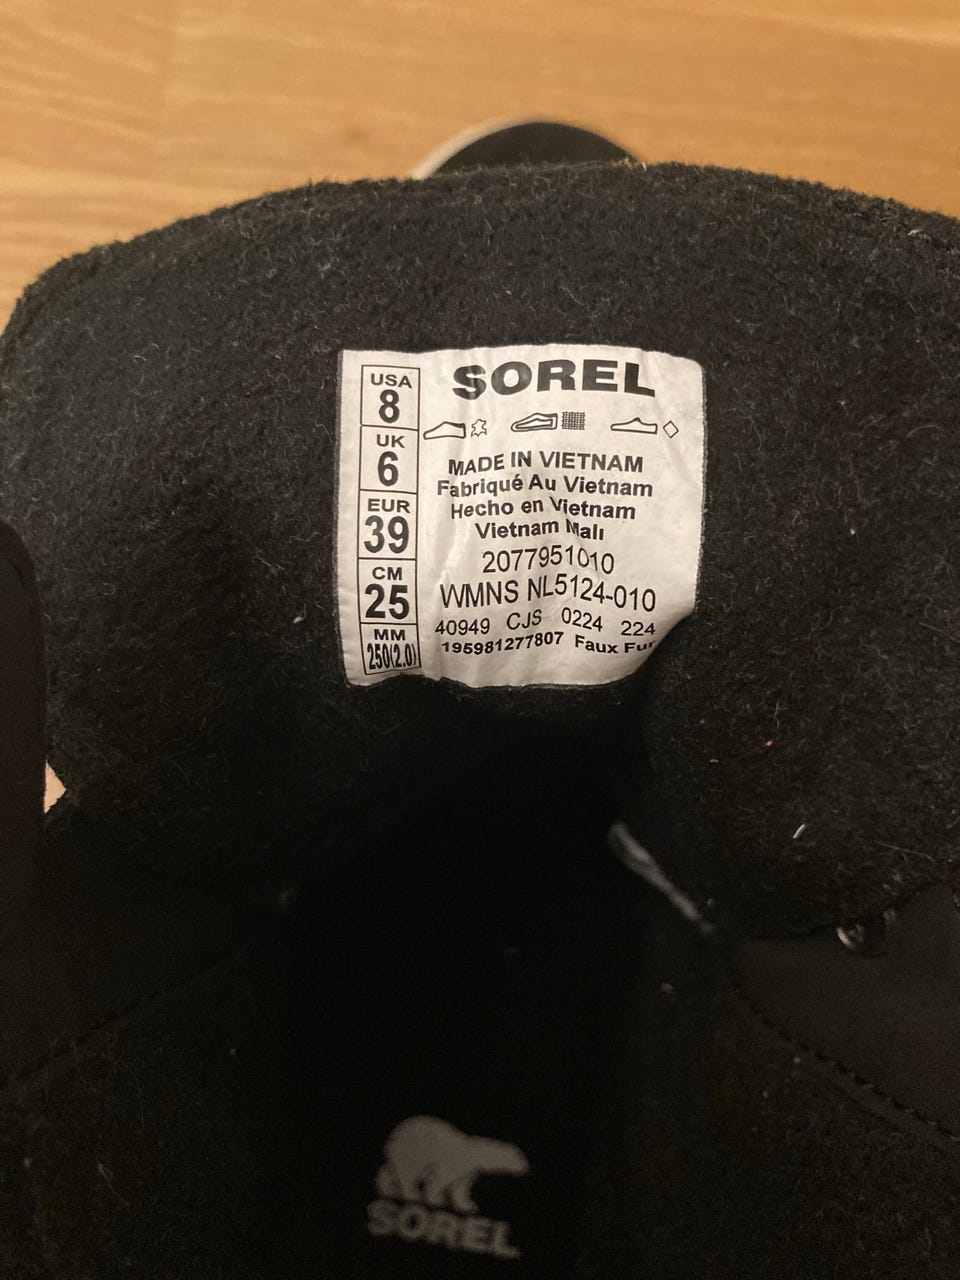 USA
8
UK
6
EUR
39
CM
25
MM
250(2.0)
SOREL
MADE IN VIETNAM
Fabriqué Au Vietnam
Hecho en Vietnam
Vietnam Malı
2077951010
WMNS NL5124-010
40949 CJS 0224 224
195981277807 Faux Fur
SOREL